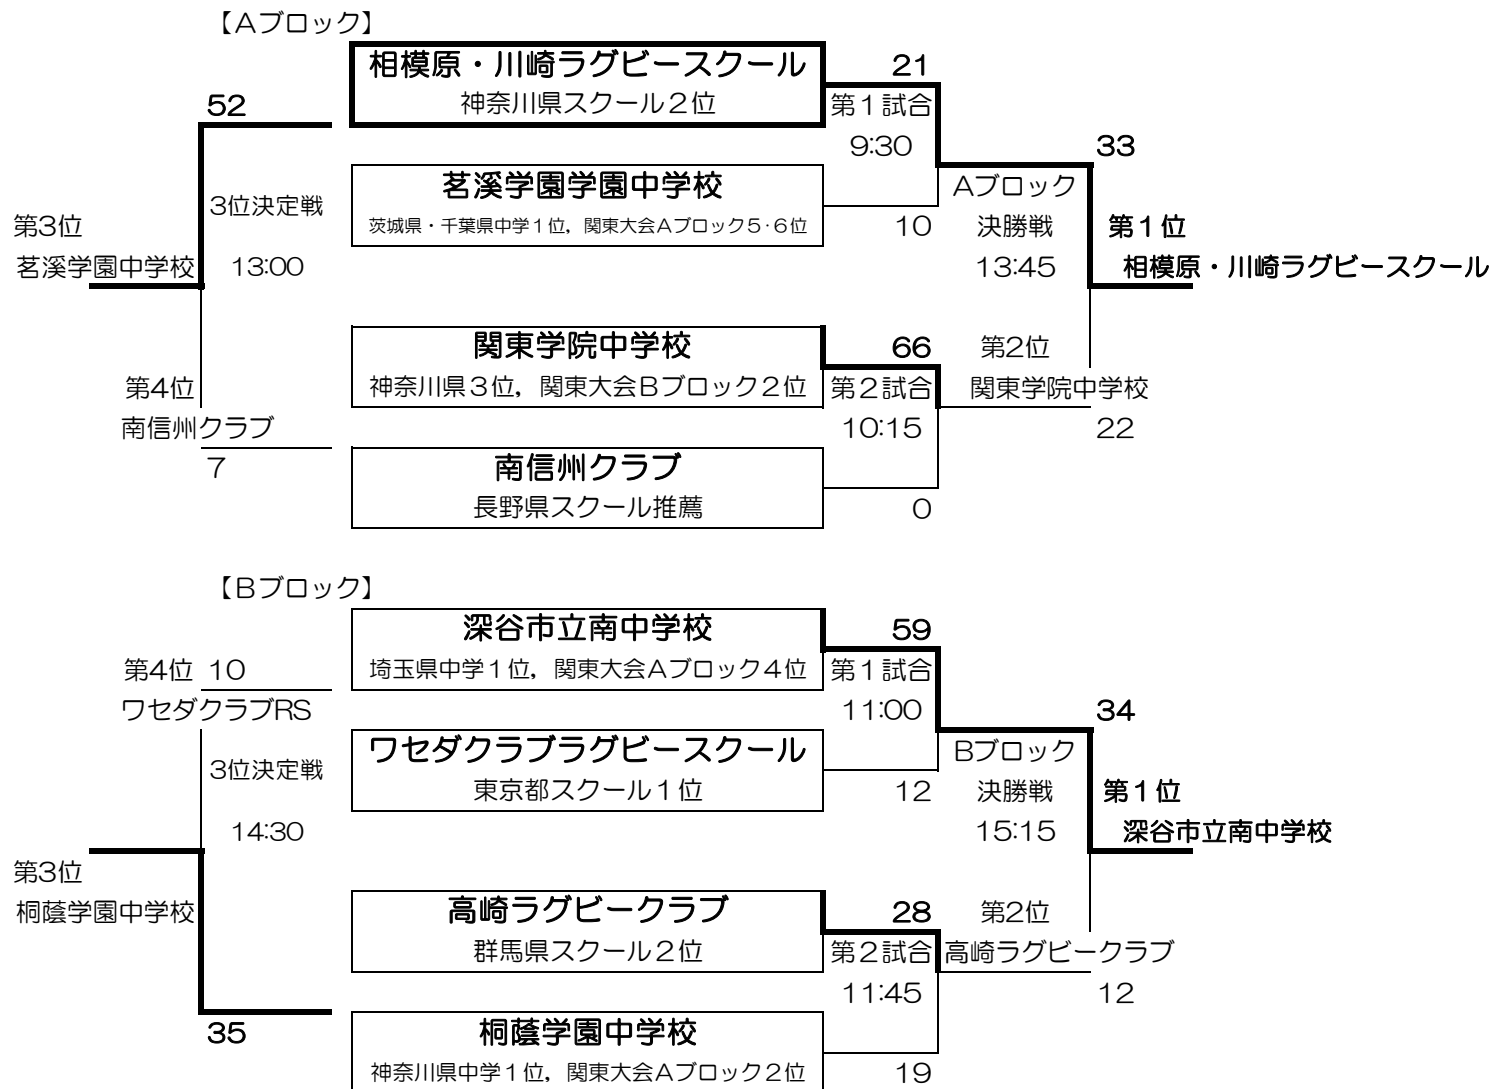 【Aブロック】
相模原・川崎ラグビースクール
神奈川県スクール２位
21
第１試合
9:30
52
33
茗溪学園学園中学校
茨城県・千葉県中学１位，関東大会Aブロック５・６位
10
3位決定戦
13:00
第3位
茗溪学園中学校
Aブロック
決勝戦
13:45
第１位
相模原・川崎ラグビースクール
関東学院中学校
神奈川県３位，関東大会Bブロック２位
66
第２試合
10:15
第2位
関東学院中学校
22
第4位
南信州クラブ
7
南信州クラブ
長野県スクール推薦
0
【Bブロック】
深谷市立南中学校
埼玉県中学１位，関東大会Aブロック４位
59
第１試合
11:00
第4位 10
ワセダクラブRS
34
3位決定戦
14:30
ワセダクラブラグビースクール
東京都スクール１位
12
Bブロック
決勝戦
15:15
第１位
深谷市立南中学校
第3位
桐蔭学園中学校
高崎ラグビークラブ
群馬県スクール２位
28
第２試合
11:45
第2位
高崎ラグビークラブ
12
35
桐蔭学園中学校
神奈川県中学１位，関東大会Aブロック２位
19